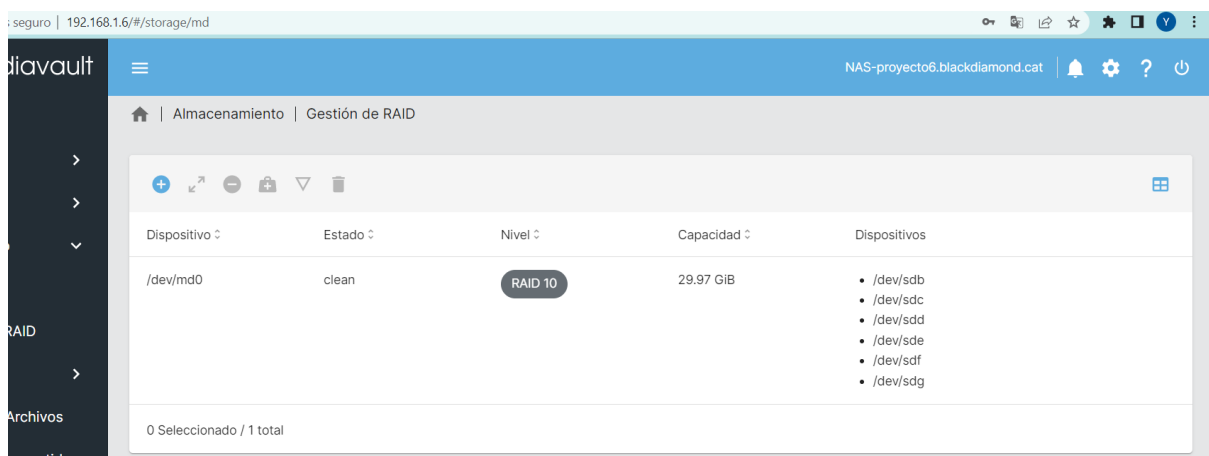 seguro | 192.168.1.6/#/storage/md
Y
diavault
NAS-proyecto6.blackdiamond.cat
Almacenamiento | Gestión de RAID
Dispositivo Estado Nivel Capacidad Dispositivos
/dev/md0 clean RAID 10 29.97 GiB • /dev/sdb
• /dev/sdc
• /dev/sdd
• /dev/sde
• /dev/sdf
• /dev/sdg
RAID
Archivos
0 Seleccionado / 1 total